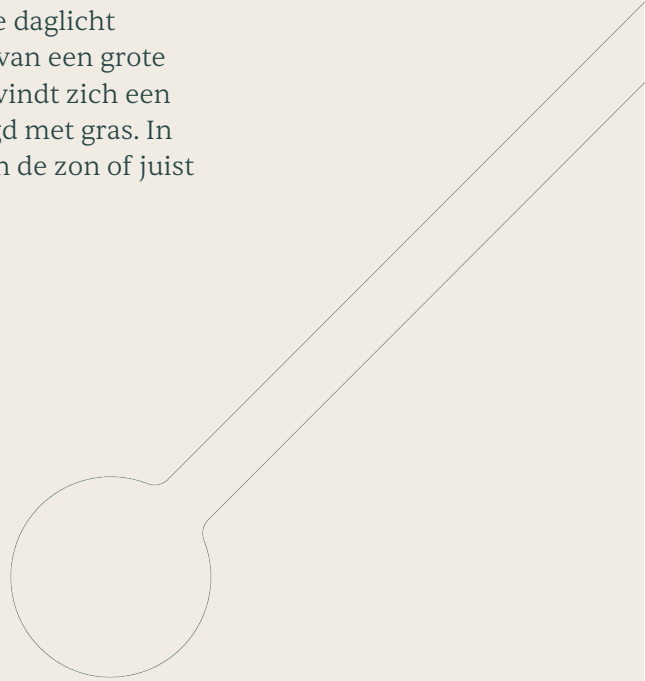 e daglicht
van een grote
vindt zich een
gd met gras. In
n de zon of juist